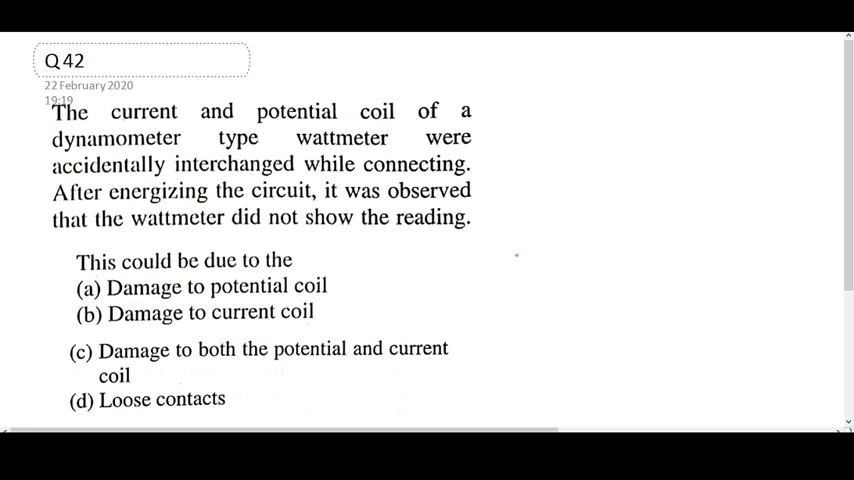 Q 42
22 February 2020
19:19
The current and potential coil of a
dynamometer type wattmeter were
accidentally interchanged while connecting.
After energizing the circuit, it was observed
that the wattmeter did not show the reading.
This could be due to the
(a) Damage to potential coil
(b) Damage to current coil
(c) Damage to both the potential and current
coil
(d) Loose contacts